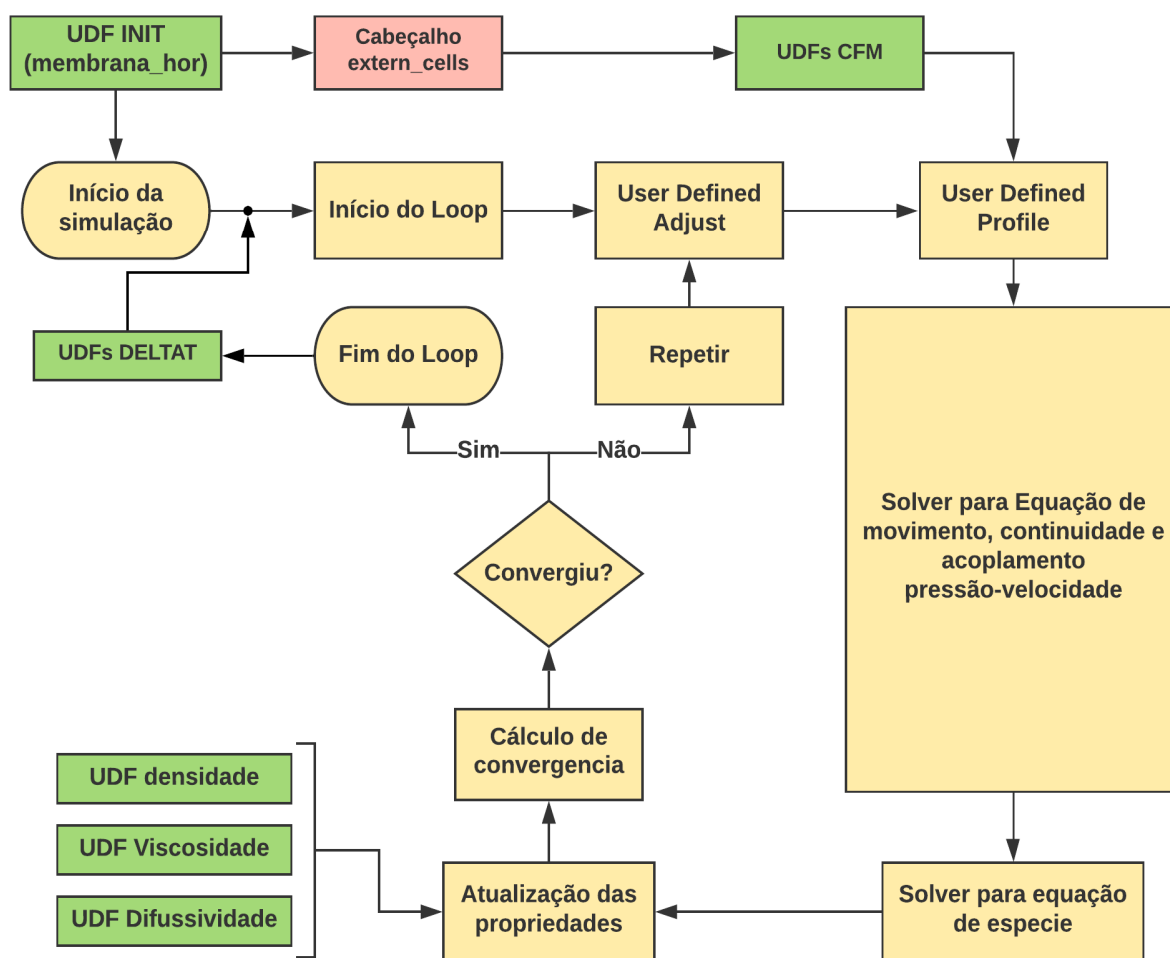 UDF INIT
(membrana_hor)
Cabeçalho
extern_cells
UDFs CFM
Início da
simulação
Início do Loop
User Defined
Adjust
User Defined
Profile
UDFs DELTAT
Fim do Loop
Repetir
Sim
Não
Solver para Equação de
movimento, continuidade e
acoplamento
pressão-velocidade
Convergiu?
Cálculo de
convergencia
UDF densidade
UDF Viscosidade
UDF Difussividade
Atualização das
propriedades
Solver para equação
de especie